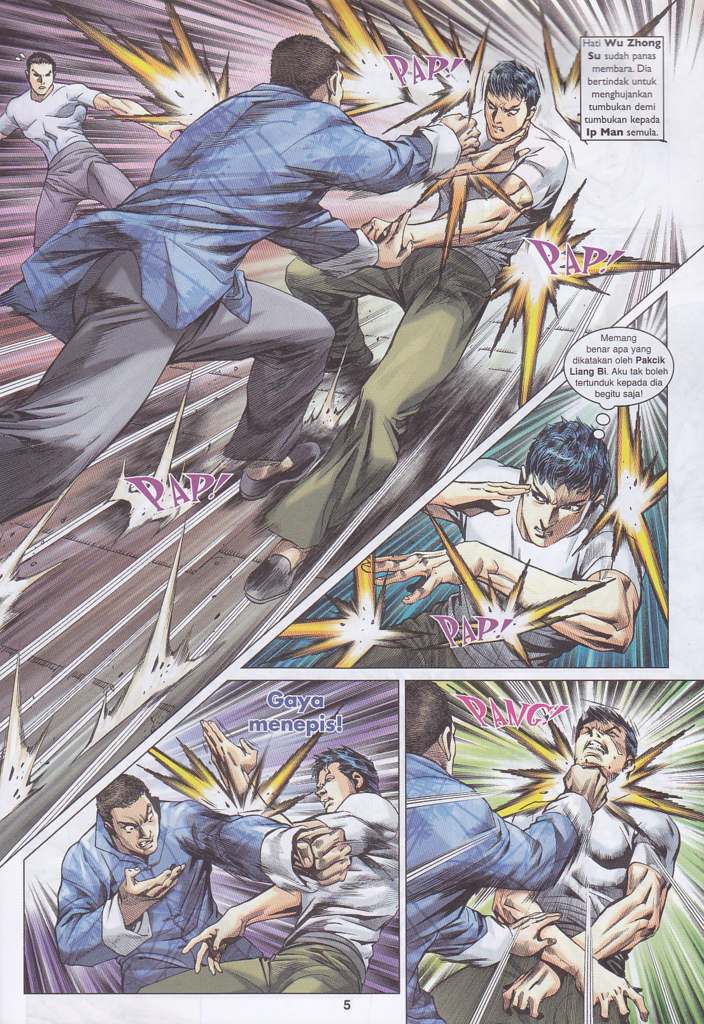 PAP!
Hati Wu Zhong
Su sudah panas
membara. Dia
bertindak untuk
menghujankan
tumbukan demi
tumbukan kepada
Ip Man semula.
PAP!
PAP!
Memang
benar apa yang
dikatakan oleh Pakcik
Liang Bi. Aku tak boleh
tertunduk kepada dia
begitu saja!
PAP!
Gaya
menepis!
PANG!
5